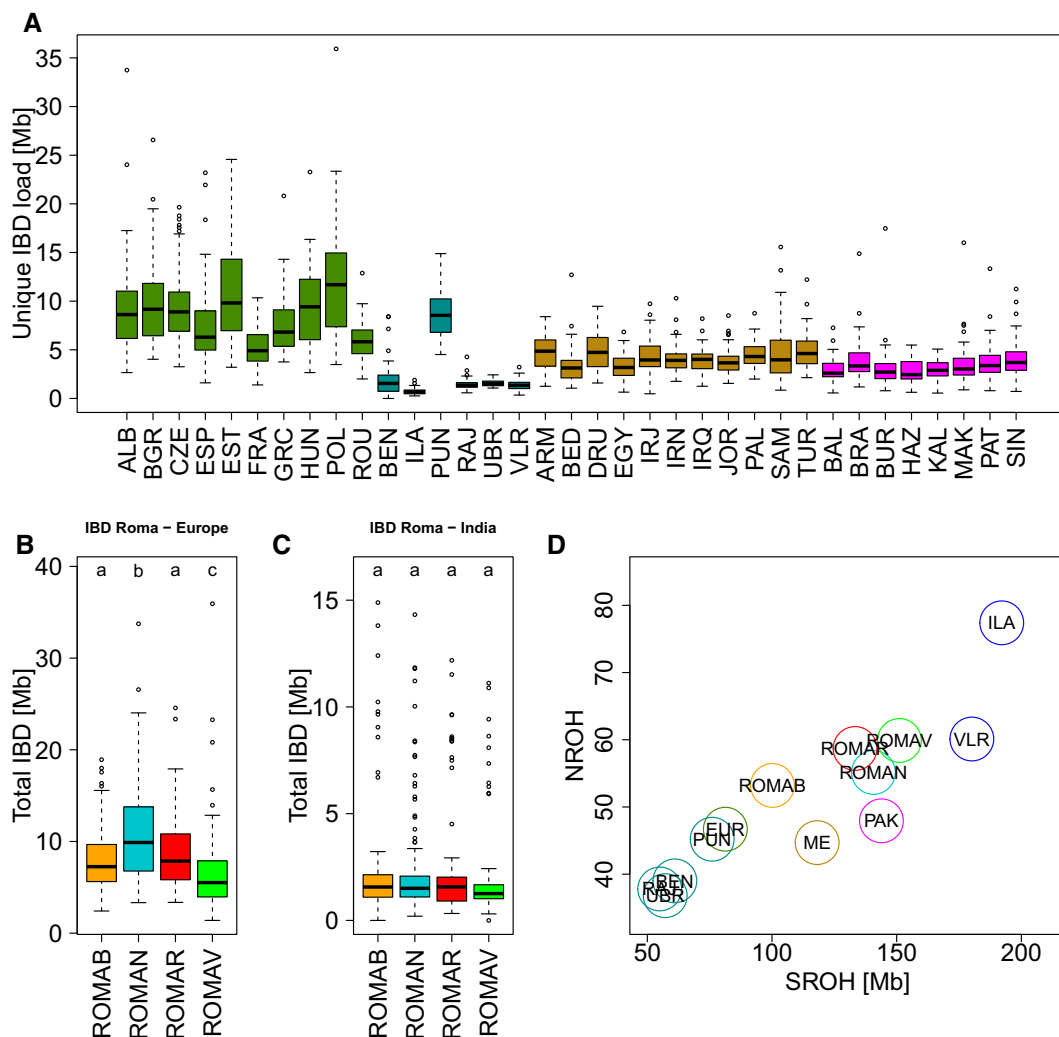 A
Unique IBD load [Mb]
35
30
25
20
15
10
5
0
ALB
BGR
CZE
ESP
EST
FRA
GRC
HUN
POL
ROU
BEN
ILA
PUN
RAJ
UBR
VLR
ARM
BED
DRU
EGY
IRJ
IRN
IRQ
JOR
PAL
SAM
TUR
BAL
BRA
BUR
HAZ
KAL
MAK
PAT
SIN
B
IBD Roma − Europe
Total IBD [Mb]
40
30
20
10
0
a b a c
ROMAB
ROMAN
ROMAR
ROMAV
C
IBD Roma − India
Total IBD [Mb]
15
10
5
0
a a a a
ROMAB
ROMAN
ROMAR
ROMAV
D
NROH
80
70
60
50
40
ILA
VLR
ROMAV
ROMAR
ROMAN
ROMAB
PAK
EUR
PUN
ME
BEN
RAJ
UBR
50 100 150 200
SROH [Mb]